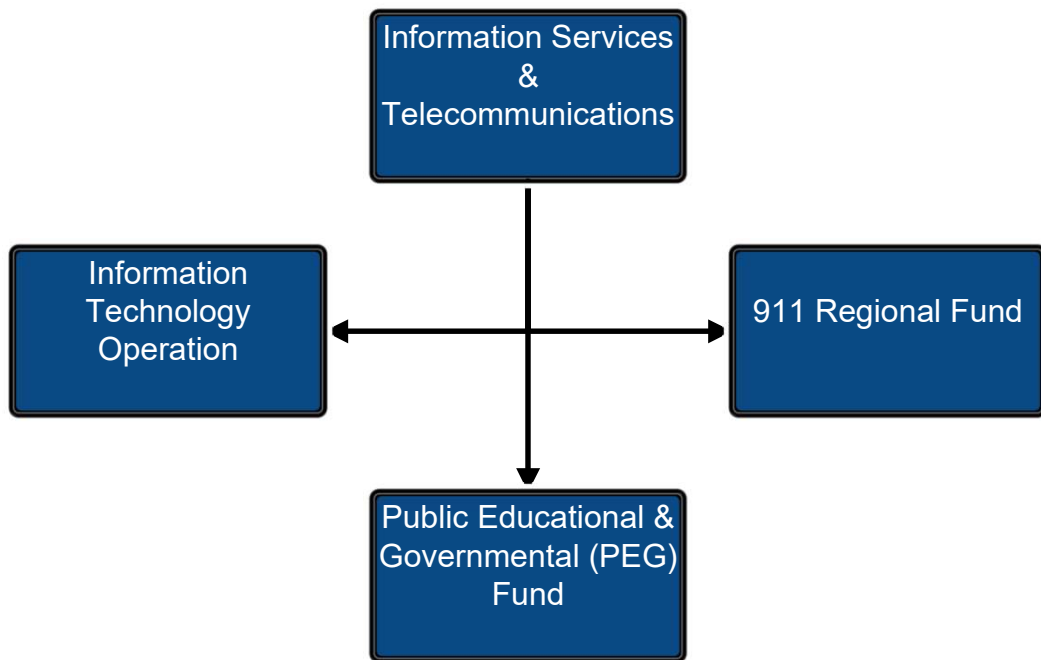 Information Services
&
Telecommunications
Information
Technology
Operation
911 Regional Fund
Public Educational &
Governmental (PEG)
Fund